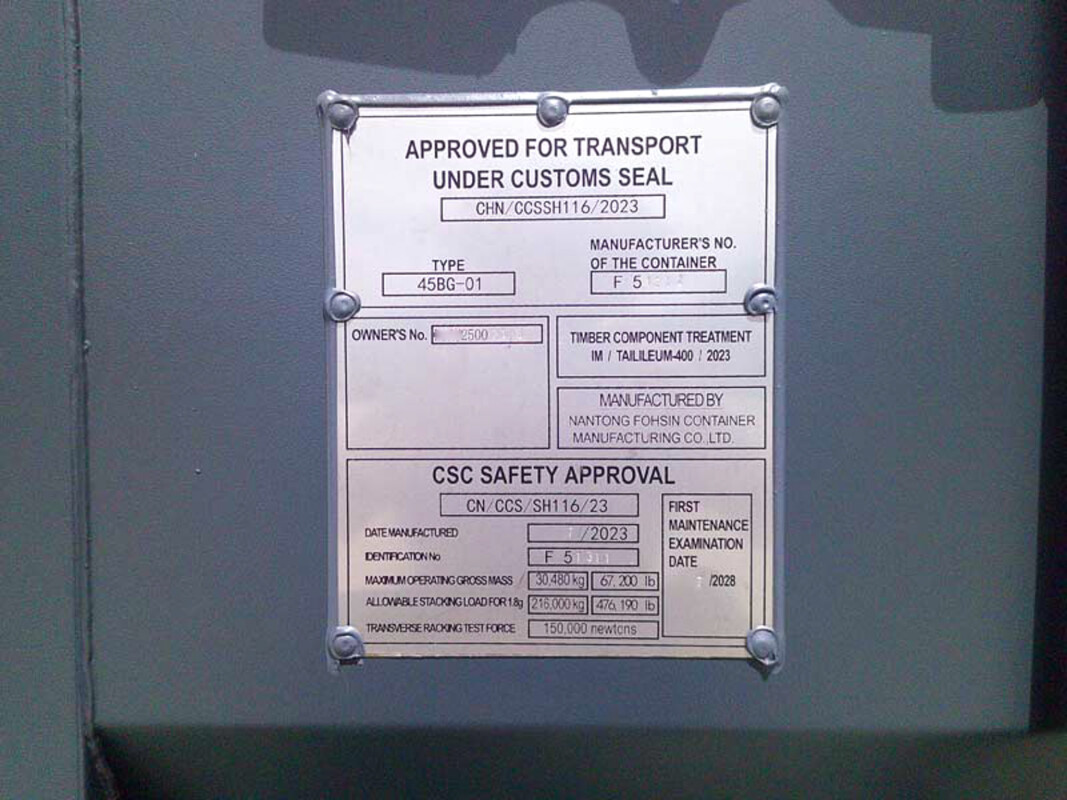 APPROVED FOR TRANSPORT
UNDER CUSTOMS SEAL
CHN/CCSSH116/2023
TYPE
45BG-01
MANUFACTURER'S NO.
OF THE CONTAINER
F 5
OWNER'S No. 2500
TIMBER COMPONENT TREATMENT
IM / TAILILEUM-400 / 2023
MANUFACTURED BY
NANTONG FOHSIN CONTAINER
MANUFACTURING CO.,LTD.
CSC SAFETY APPROVAL
CN/CCS/SH116/23
DATE MANUFACTURED /2023
IDENTIFICATION No F 5
MAXIMUM OPERATING GROSS MASS 30,480 kg 67,200 lb
ALLOWABLE STACKING LOAD FOR 1.8g 216,000 kg 476,190 lb
TRANSVERSE RACKING TEST FORCE 150,000 newtons
FIRST
MAINTENANCE
EXAMINATION
DATE
/2028